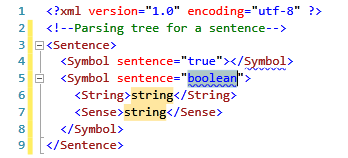 1 <?xml version="1.0" encoding="utf-8" ?>
2 <!--Parsing tree for a sentence-->
3 <Sentence>
4 <Symbol sentence="true"></Symbol>
5 <Symbol sentence="boolean">
6 <String>string</String>
7 <Sense>string</Sense>
8 </Symbol>
9 </Sentence>